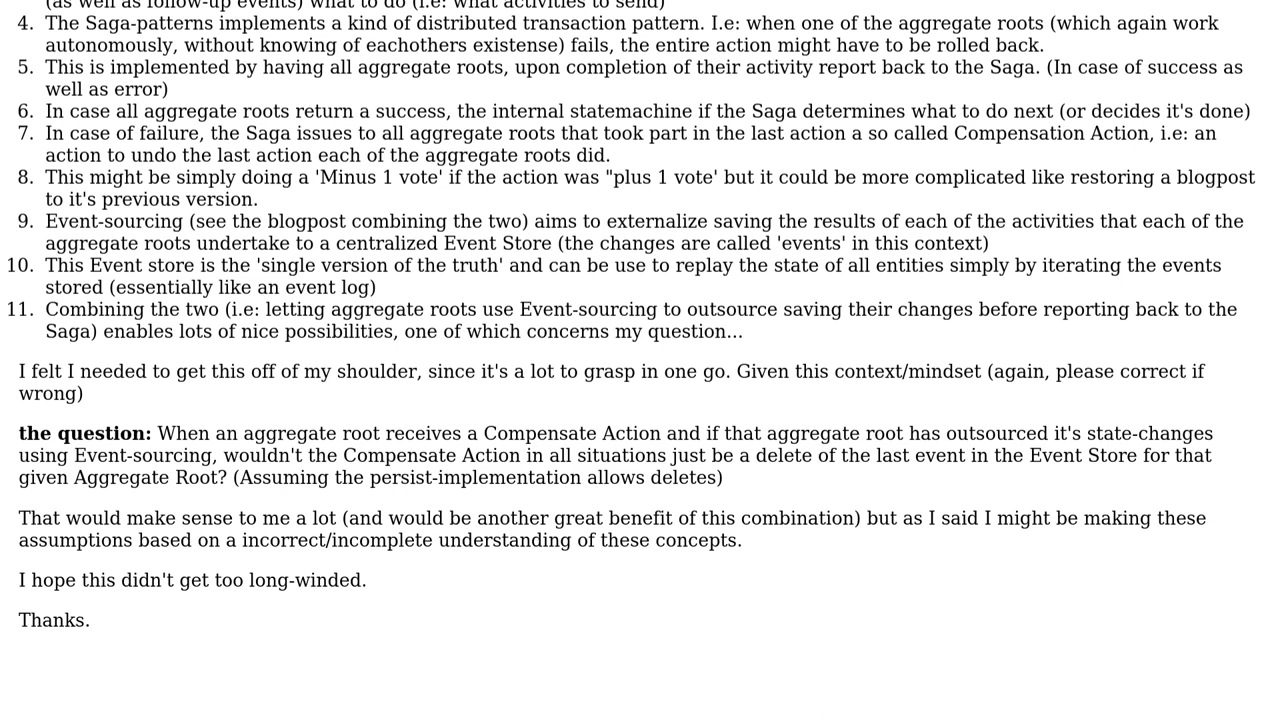 (as well as follow-up events) what to do (i.e: what activities to send)
4. The Saga-patterns implements a kind of distributed transaction pattern. I.e: when one of the aggregate roots (which again work
autonomously, without knowing of eachothers existense) fails, the entire action might have to be rolled back.
5. This is implemented by having all aggregate roots, upon completion of their activity report back to the Saga. (In case of success as
well as error)
6. In case all aggregate roots return a success, the internal statemachine if the Saga determines what to do next (or decides it's done)
7. In case of failure, the Saga issues to all aggregate roots that took part in the last action a so called Compensation Action, i.e: an
action to undo the last action each of the aggregate roots did.
8. This might be simply doing a 'Minus 1 vote' if the action was "plus 1 vote' but it could be more complicated like restoring a blogpost
to it's previous version.
9. Event-sourcing (see the blogpost combining the two) aims to externalize saving the results of each of the activities that each of the
aggregate roots undertake to a centralized Event Store (the changes are called 'events' in this context)
10. This Event store is the 'single version of the truth' and can be use to replay the state of all entities simply by iterating the events
stored (essentially like an event log)
11. Combining the two (i.e: letting aggregate roots use Event-sourcing to outsource saving their changes before reporting back to the
Saga) enables lots of nice possibilities, one of which concerns my question...
I felt I needed to get this off of my shoulder, since it's a lot to grasp in one go. Given this context/mindset (again, please correct if
wrong)
the question: When an aggregate root receives a Compensate Action and if that aggregate root has outsourced it's state-changes
using Event-sourcing, wouldn't the Compensate Action in all situations just be a delete of the last event in the Event Store for that
given Aggregate Root? (Assuming the persist-implementation allows deletes)
That would make sense to me a lot (and would be another great benefit of this combination) but as I said I might be making these
assumptions based on a incorrect/incomplete understanding of these concepts.
I hope this didn't get too long-winded.
Thanks.